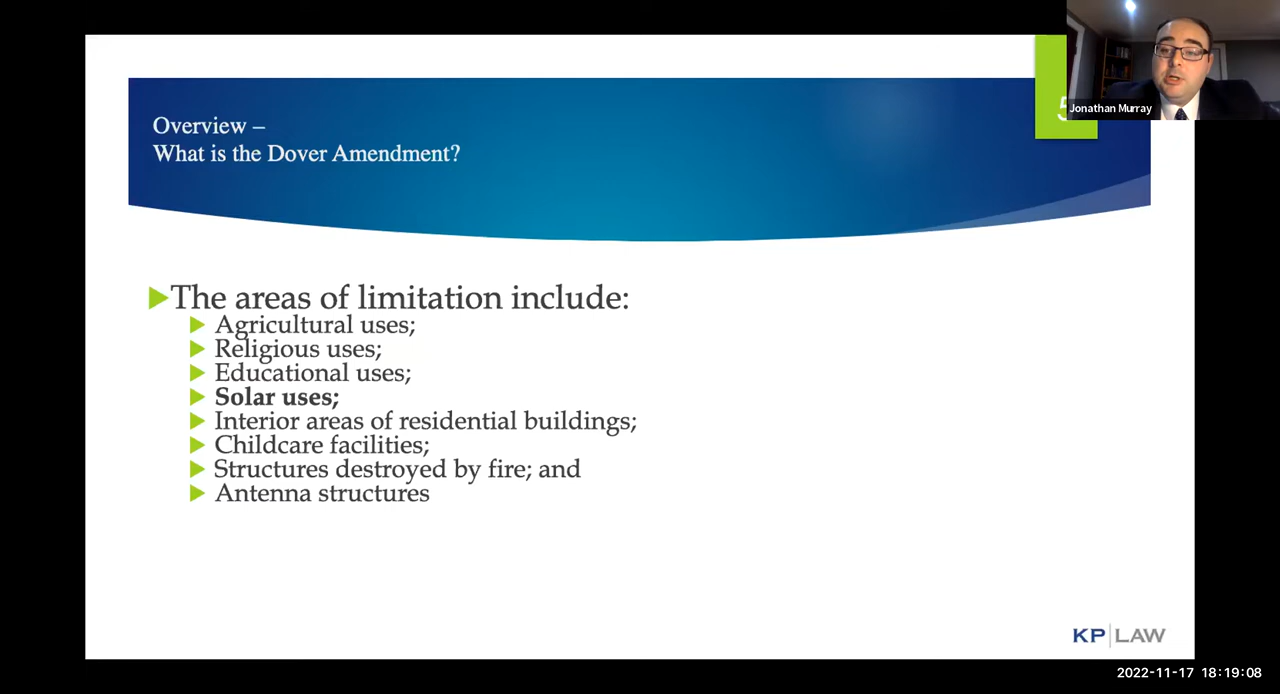 Overview –
What is the Dover Amendment?
5
Jonathan Murray
The areas of limitation include:
Agricultural uses;
Religious uses;
Educational uses;
Solar uses;
Interior areas of residential buildings;
Childcare facilities;
Structures destroyed by fire; and
Antenna structures
KP LAW
2022-11-17 18:19:08